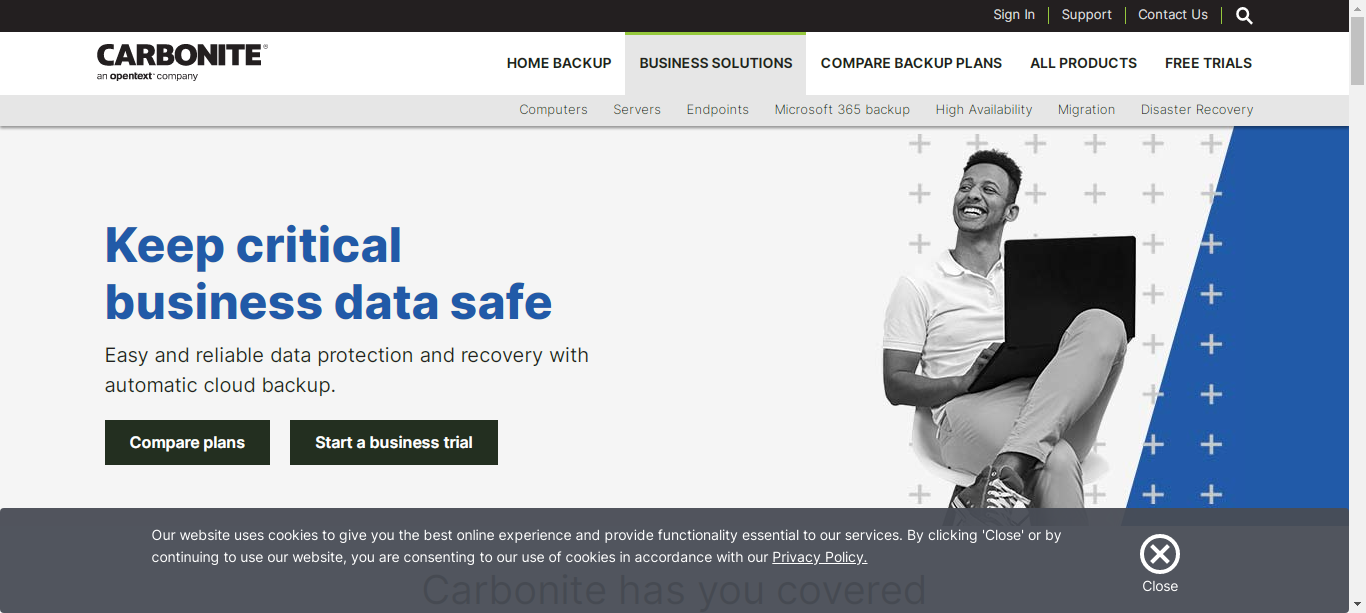 Sign In Support Contact Us
CARBONITE®
an opentext™ company
HOME BACKUP BUSINESS SOLUTIONS COMPARE BACKUP PLANS ALL PRODUCTS FREE TRIALS
Computers Servers Endpoints Microsoft 365 backup High Availability Migration Disaster Recovery
Keep critical
business data safe
Easy and reliable data protection and recovery with
automatic cloud backup.
Compare plans Start a business trial
Our website uses cookies to give you the best online experience and provide functionality essential to our services. By clicking 'Close' or by
continuing to use our website, you are consenting to our use of cookies in accordance with our Privacy Policy.
Close
Carbonite has you covered